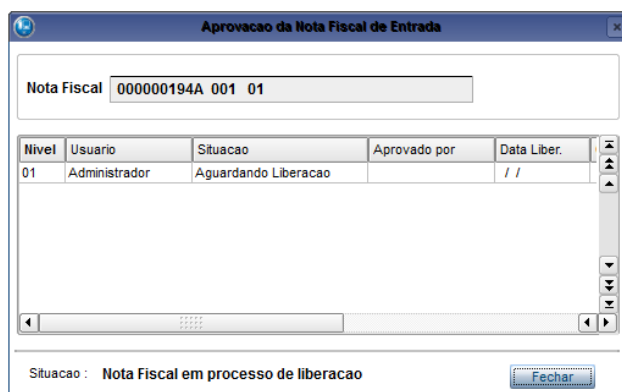 Aprovacao da Nota Fiscal de Entrada
Nota Fiscal 000000194A 001 01
Nivel Usuario Situacao Aprovado por Data Liber.
01 Administrador Aguardando Liberacao / /
Situacao : Nota Fiscal em processo de liberacao Fechar